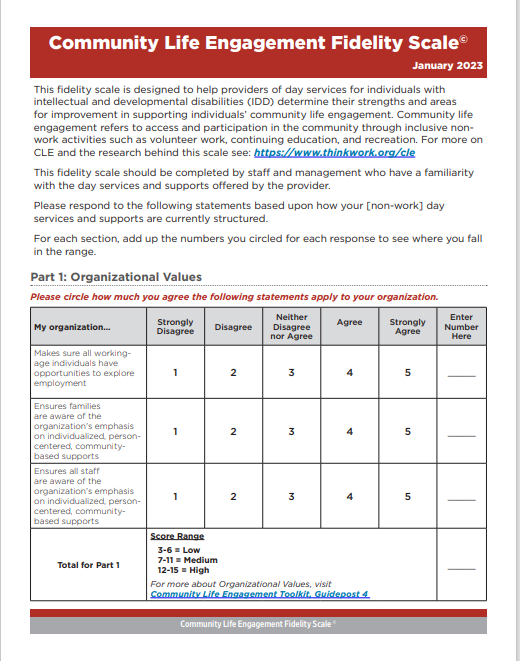 Community Life Engagement Fidelity Scale©
January 2023
This fidelity scale is designed to help providers of day services for individuals with
intellectual and developmental disabilities (IDD) determine their strengths and areas
for improvement in supporting individuals' community life engagement. Community life
engagement refers to access and participation in the community through inclusive non-
work activities such as volunteer work, continuing education, and recreation. For more on
CLE and the research behind this scale see: https://www.thinkwork.org/cle
This fidelity scale should be completed by staff and management who have a familiarity
with the day services and supports offered by the provider.
Please respond to the following statements based upon how your [non-work] day
services and supports are currently structured.
For each section, add up the numbers you circled for each response to see where you fall
in the range.
Part 1: Organizational Values
Please circle how much you agree the following statements apply to your organization.
My organization...
Strongly
Disagree
Disagree
Neither
Disagree
nor Agree
Agree
Strongly
Agree
Enter
Number
Here
Makes sure all working-
age individuals have
opportunities to explore
employment
1 2 3 4 5
Ensures families
are aware of the
organization's emphasis
on individualized, person-
centered, community-
based supports
1 2 3 4 5
Ensures all staff
are aware of the
organization's emphasis
on individualized, person-
centered, community-
based supports
1 2 3 4 5
Total for Part 1
Score Range
3-6 = Low
7-11 = Medium
12-15 = High
For more about Organizational Values, visit
Community Life Engagement Toolkit, Guidepost 4
Community Life Engagement Fidelity Scale©